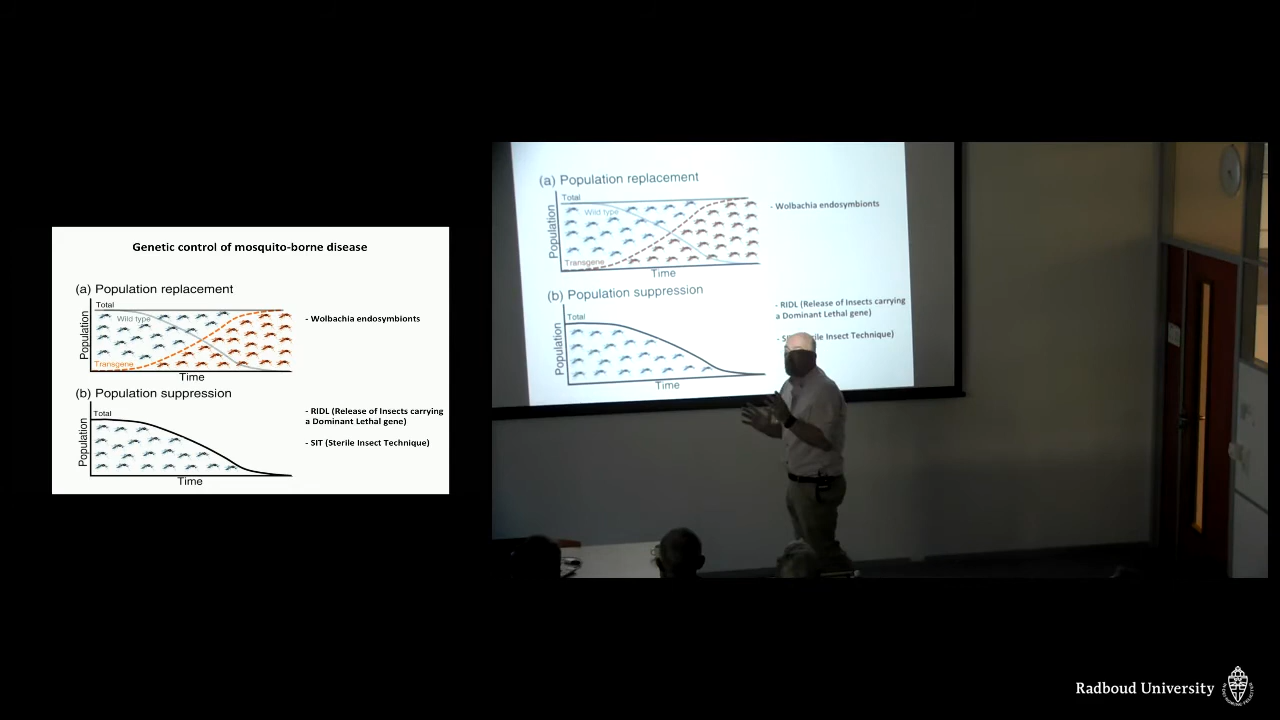 Genetic control of mosquito-borne disease
(a) Population replacement
Total
Wild type
Population
Transgene
Time
- Wolbachia endosymbionts
(b) Population suppression
Total
Population
Time
- RIDL (Release of Insects carrying
a Dominant Lethal gene)
- SIT (Sterile Insect Technique)
(a) Population replacement
Total
Wild type
Population
Transgene
Time
- Wolbachia endosymbionts
(b) Population suppression
Total
Population
Time
- RIDL (Release of Insects carrying
a Dominant Lethal gene)
Insect Technique)
Radboud University